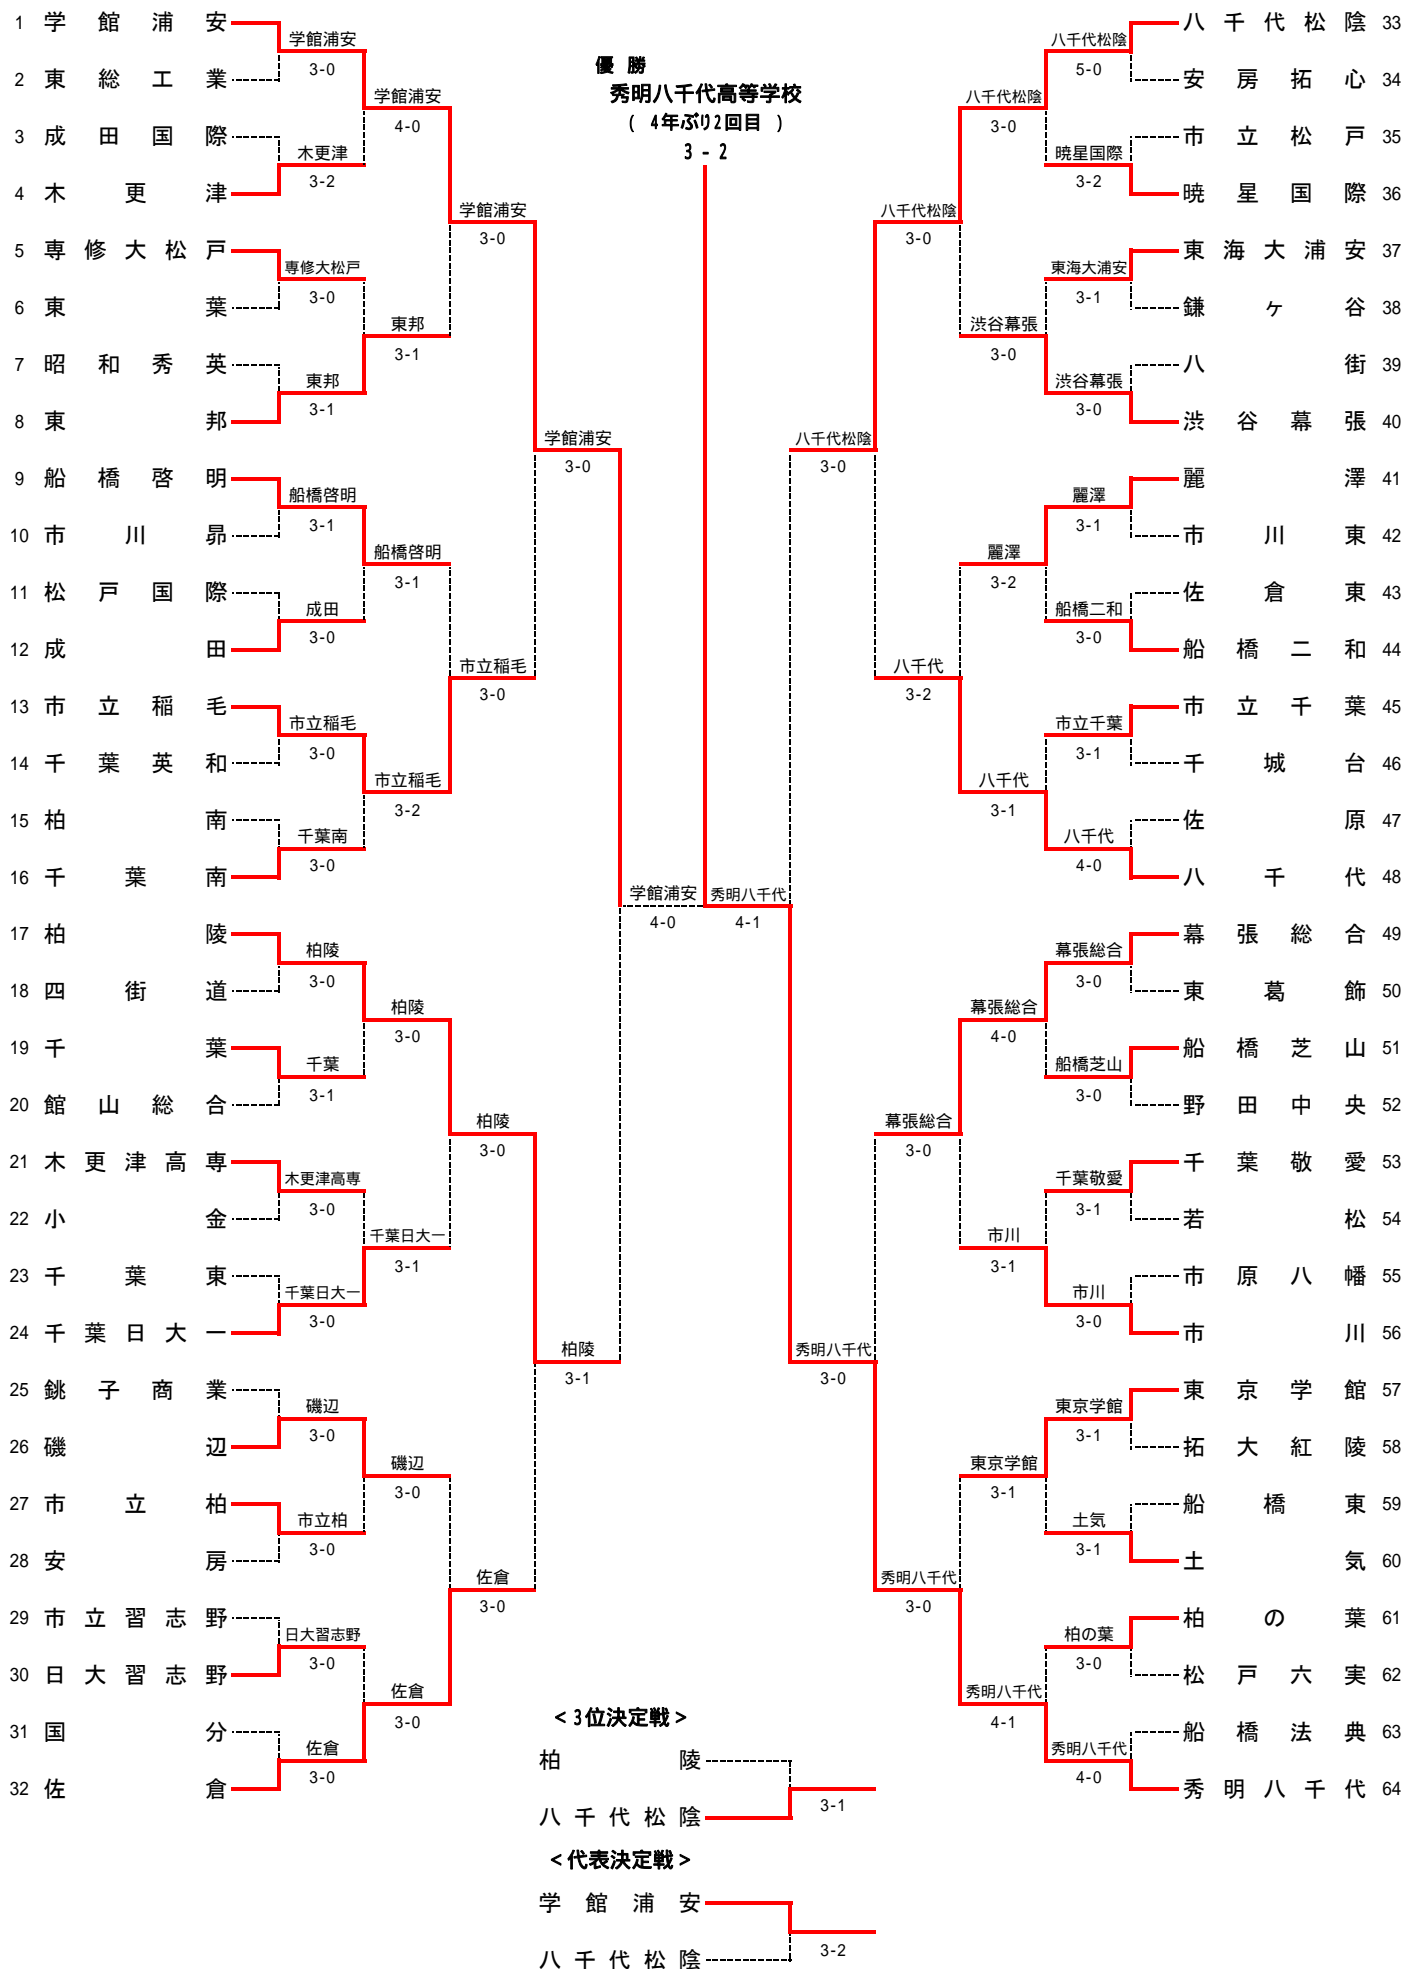 優 勝
秀明八千代高等学校
( 4年ぶり2回目 )
3 - 2
1 学館浦安
2 東総工業
3 成田国際
4 木更津
5 専修大松戸
6 東葉
7 昭和秀英
8 東邦
9 船橋啓明
10 市川昴
11 松戸国際
12 成田
13 市立稲毛
14 千葉英和
15 柏南
16 千葉南
17 柏陵
18 四街道
19 千葉
20 館山総合
21 木更津高専
22 小金
23 千葉東
24 千葉日大一
25 銚子商業
26 磯辺
27 市立柏
28 安房
29 市立習志野
30 日大習志野
31 国分
32 佐倉
学館浦安
3-0
木更津
3-2
専修大松戸
3-0
東邦
3-1
船橋啓明
3-1
成田
3-0
市立稲毛
3-0
千葉南
3-0
柏陵
3-0
千葉
3-1
木更津高専
3-0
千葉日大一
3-0
磯辺
3-0
市立柏
3-0
日大習志野
3-0
佐倉
3-0
学館浦安
4-0
東邦
3-1
船橋啓明
3-1
市立稲毛
3-2
柏陵
3-0
千葉日大一
3-1
磯辺
3-0
佐倉
3-0
学館浦安
3-0
市立稲毛
3-0
柏陵
3-0
佐倉
3-0
学館浦安
3-0
柏陵
3-1
学館浦安
4-0
秀明八千代
4-1
八千代松陰
3-0
秀明八千代
3-0
八千代松陰
3-0
八千代
3-2
幕張総合
3-0
秀明八千代
3-0
八千代松陰
3-0
渋谷幕張
3-0
麗澤
3-2
八千代
3-1
幕張総合
4-0
市川
3-1
東京学館
3-1
秀明八千代
4-1
八千代松陰
5-0
暁星国際
3-2
東海大浦安
3-1
渋谷幕張
3-0
麗澤
3-1
船橋二和
3-0
市立千葉
3-1
八千代
4-0
幕張総合
3-0
船橋芝山
3-0
千葉敬愛
3-1
市川
3-0
東京学館
3-1
土気
3-1
柏の葉
3-0
秀明八千代
4-0
八千代松陰 33
安房拓心 34
市立松戸 35
暁星国際 36
東海大浦安 37
鎌ヶ谷 38
八街 39
渋谷幕張 40
麗澤 41
市川東 42
佐倉東 43
船橋二和 44
市立千葉 45
千城台 46
佐原 47
八千代 48
幕張総合 49
東葛飾 50
船橋芝山 51
野田中央 52
千葉敬愛 53
若松 54
市原八幡 55
市川 56
東京学館 57
拓大紅陵 58
船橋東 59
土気 60
柏の葉 61
松戸六実 62
船橋法典 63
秀明八千代 64
<3位決定戦>
柏陵
八千代松陰
3-1
<代表決定戦>
学館浦安
八千代松陰
3-2